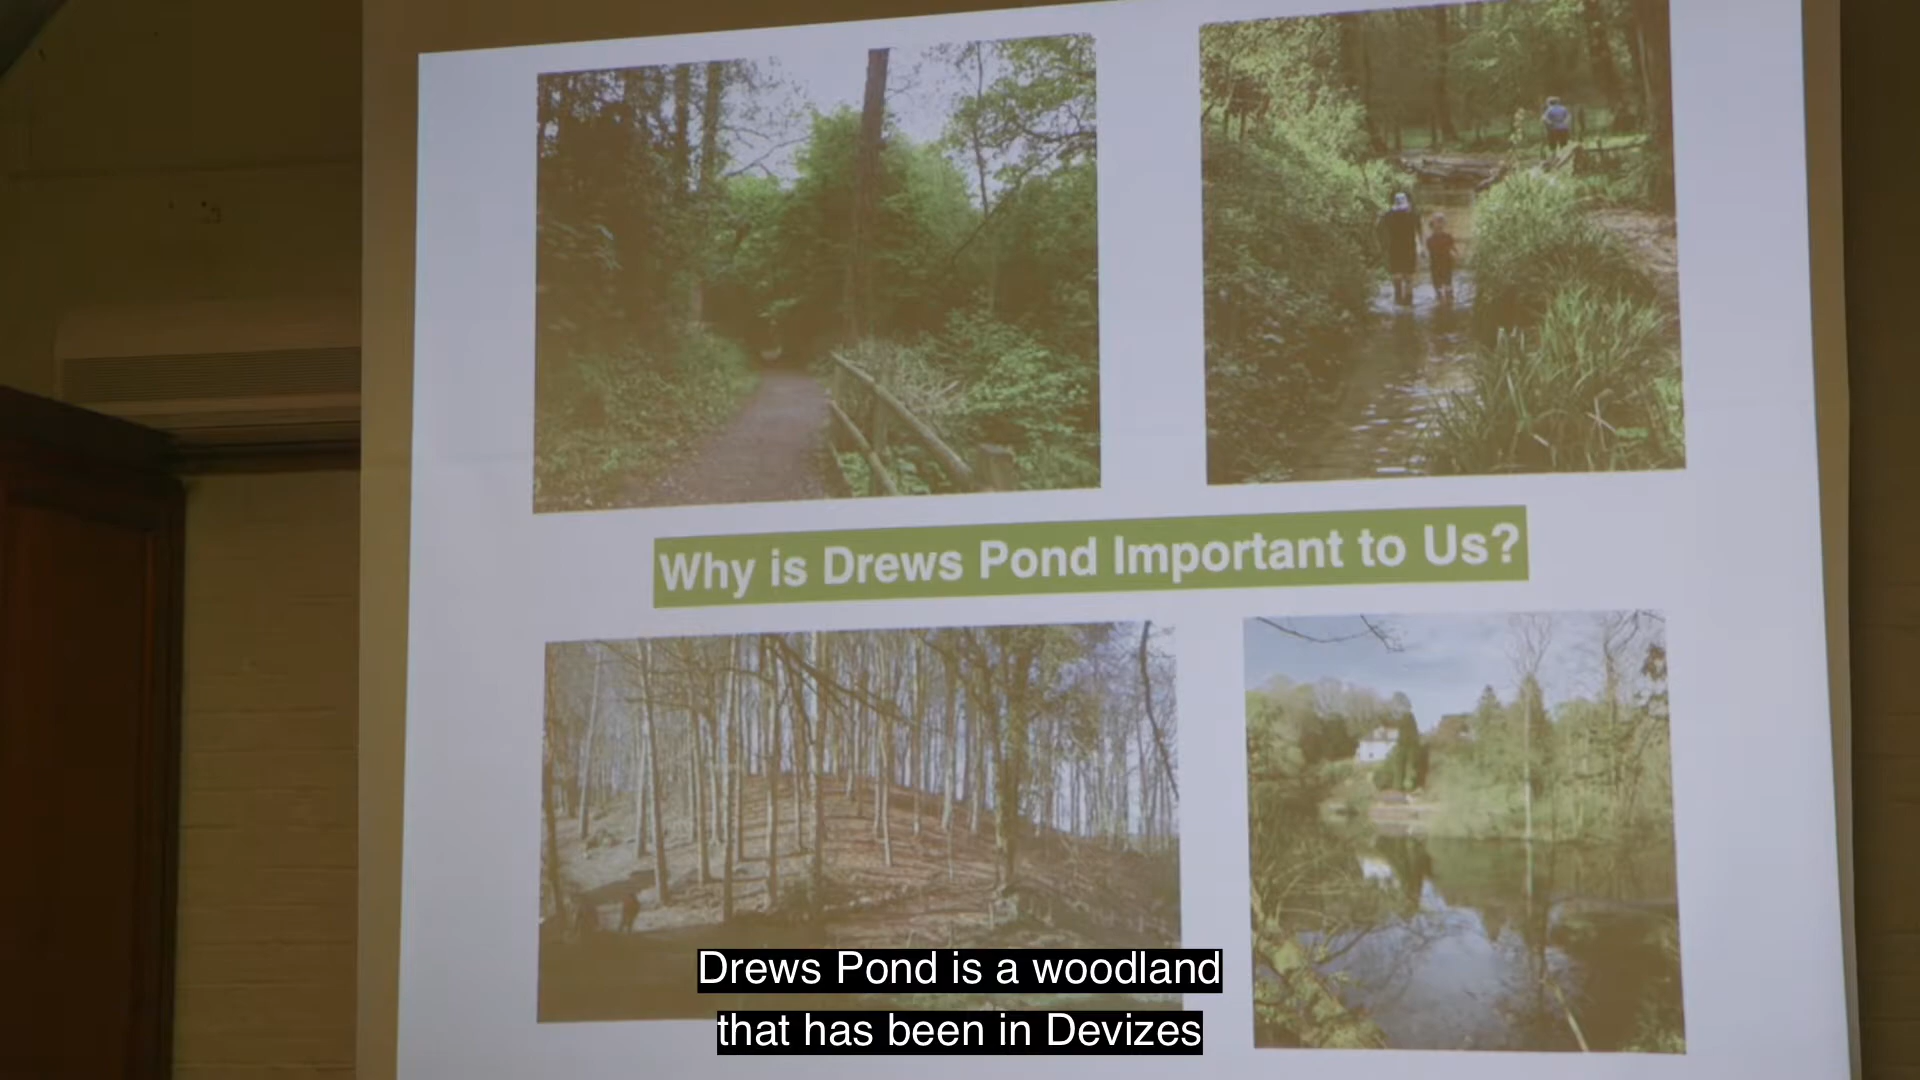 Why is Drews Pond Important to Us?
Drews Pond is a woodland
that has been in Devizes